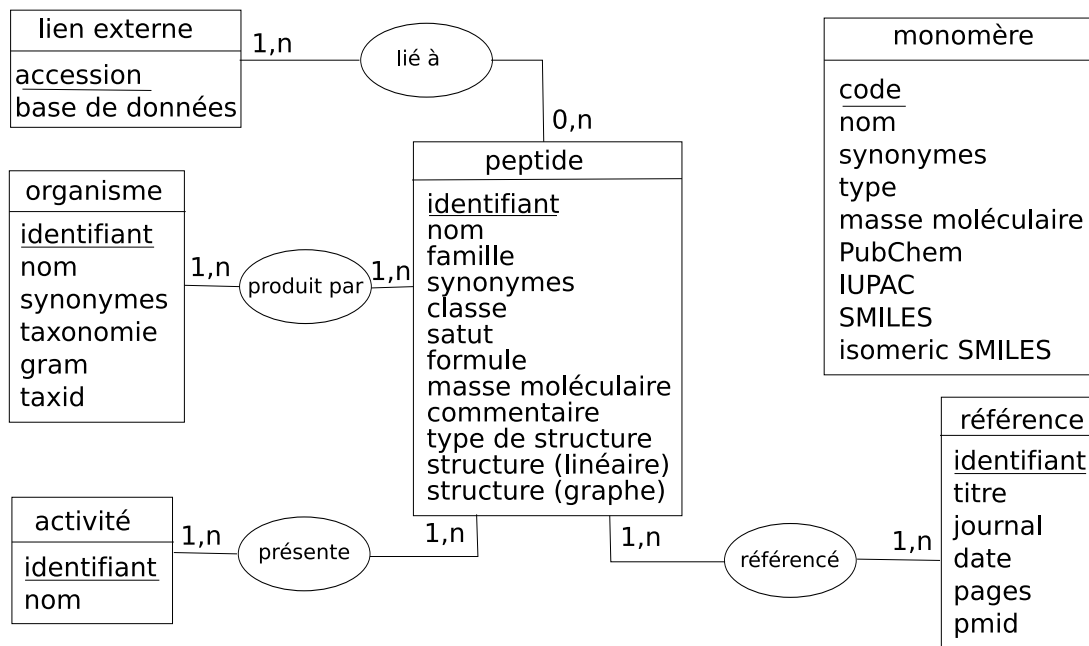 lien externe
accession
base de données
1,n
lié à
0,n
monomère
code
nom
synonymes
type
masse moléculaire
PubChem
IUPAC
SMILES
isomeric SMILES
organisme
identifiant
nom
synonymes
taxonomie
gram
taxid
1,n
produit par
1,n
peptide
identifiant
nom
famille
synonymes
classe
satut
formule
masse moléculaire
commentaire
type de structure
structure (linéaire)
structure (graphe)
activité
identifiant
nom
1,n
présente
1,n
1,n
référencé
1,n
référence
identifiant
titre
journal
date
pages
pmid